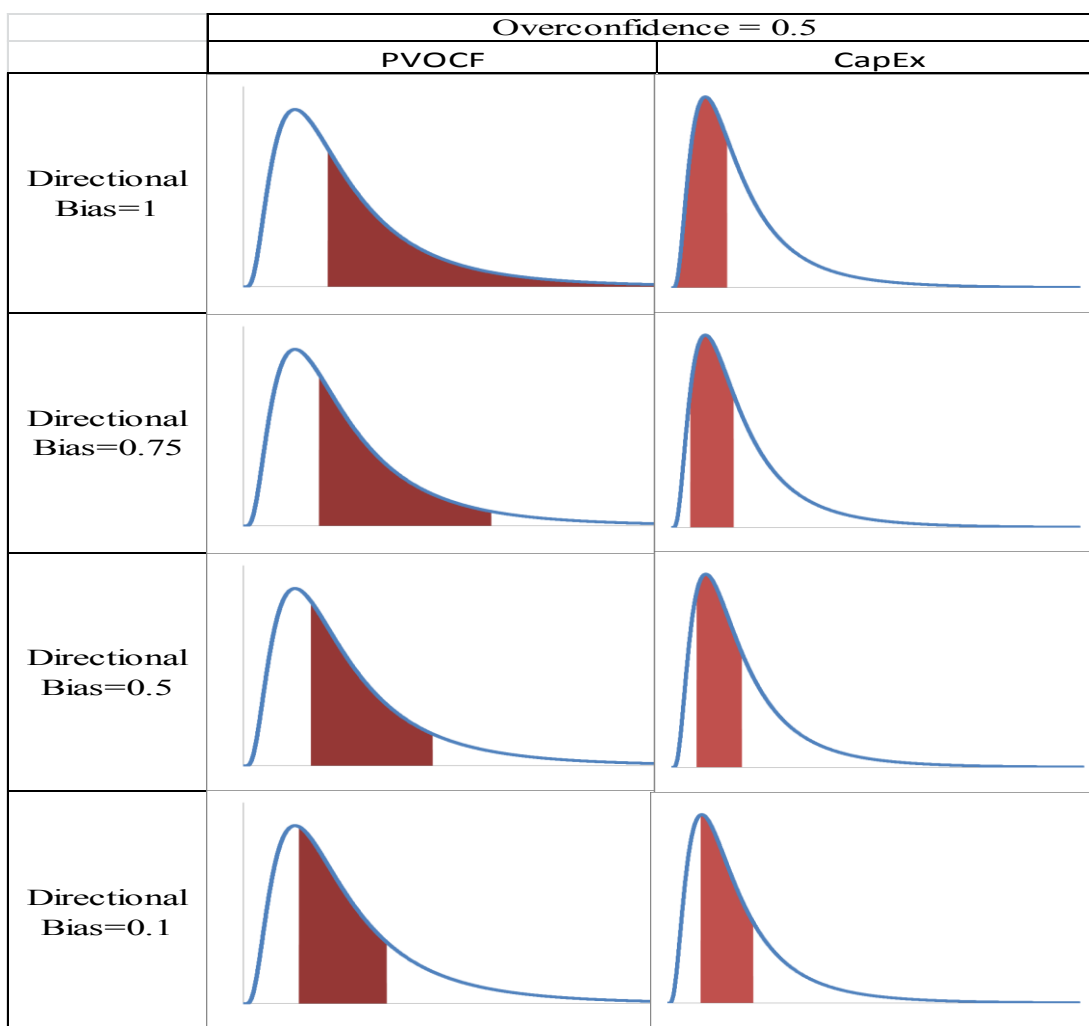 Overconfidence = 0.5
PVOCF
CapEx
Directional
Bias=1
Directional
Bias=0.75
Directional
Bias=0.5
Directional
Bias=0.1